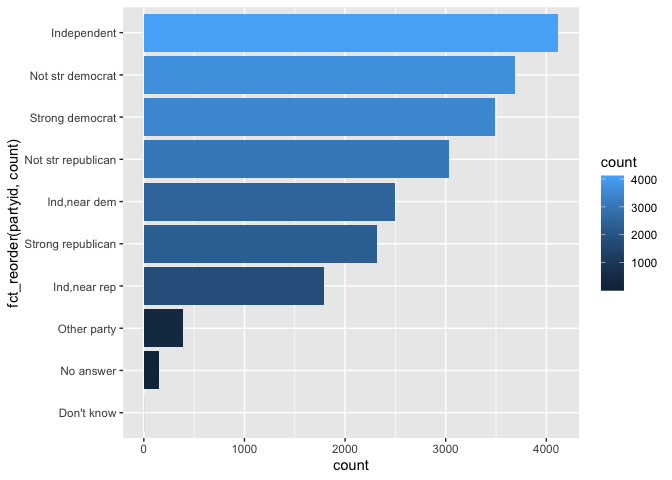 Independent
Not str democrat
Strong democrat
Not str republican
Ind,near dem
Strong republican
Ind,near rep
Other party
No answer
Don't know
fct_reorder(partyid, count)
0
1000
2000
3000
4000
count
count
4000
3000
2000
1000